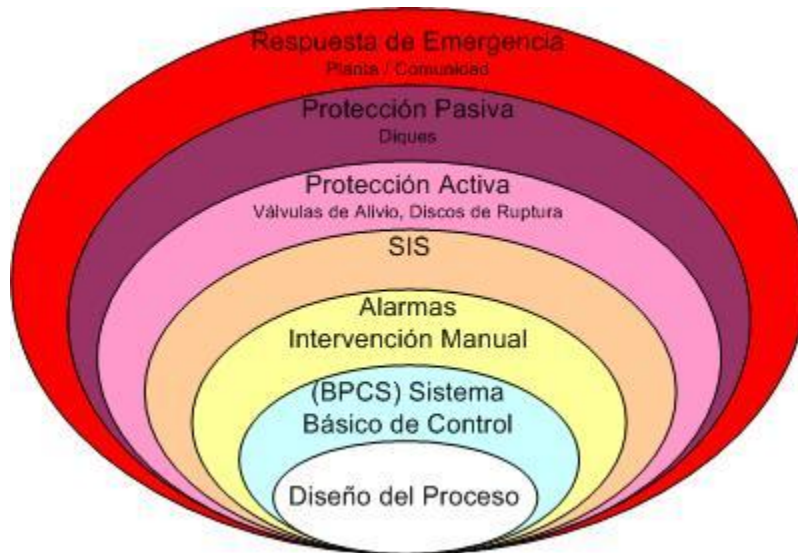 Respuesta de Emergencia
Planta / Comunidad
Protección Pasiva
Diques
Protección Activa
Válvulas de Alivio, Discos de Ruptura
SIS
Alarmas
Intervención Manual
(BPCS) Sistema
Básico de Control
Diseño del Proceso